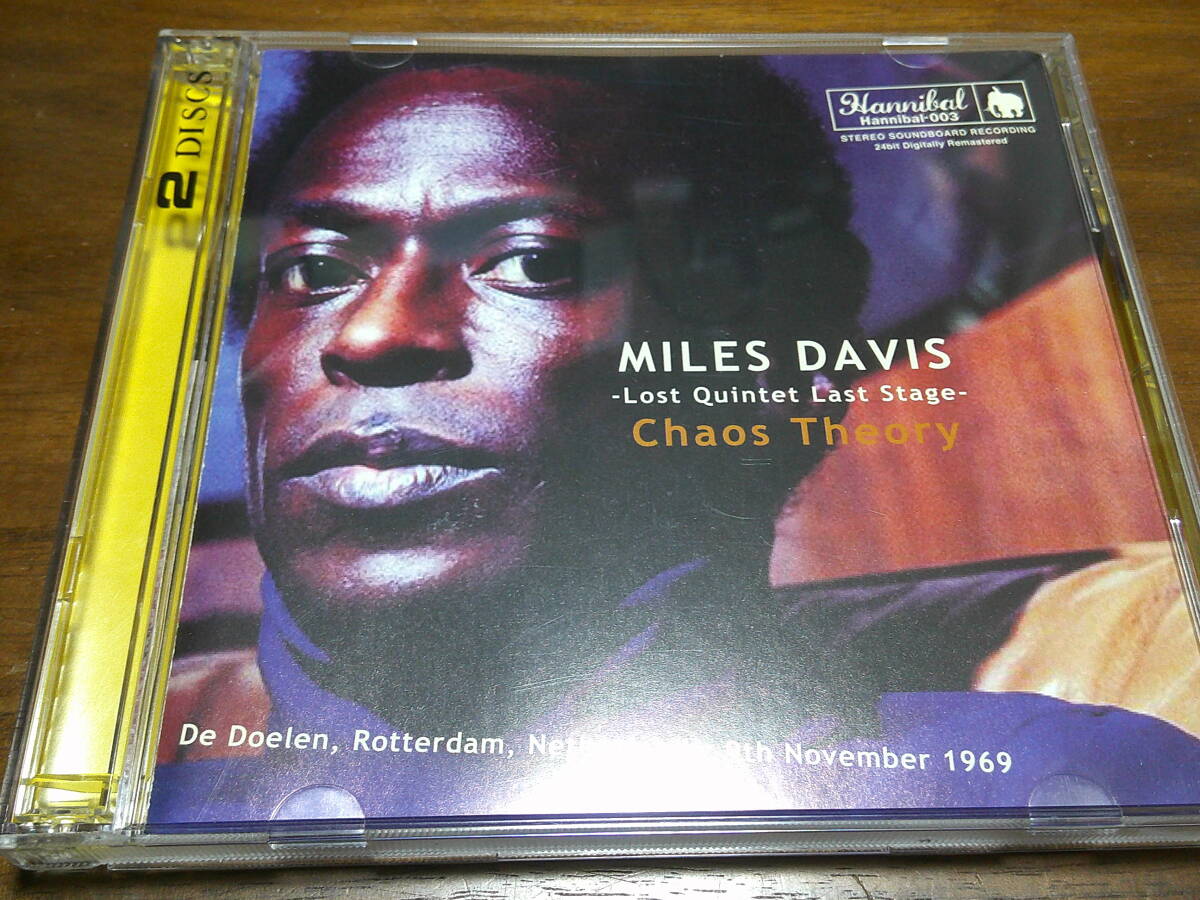 2 DISCS
Hannibal
Hannibal-003
STEREO SOUNDBOARD RECORDING
24bit Digitally Remastered
MILES DAVIS
-Lost Quintet Last Stage-
Chaos Theory
De Doelen, Rotterdam, November 1969